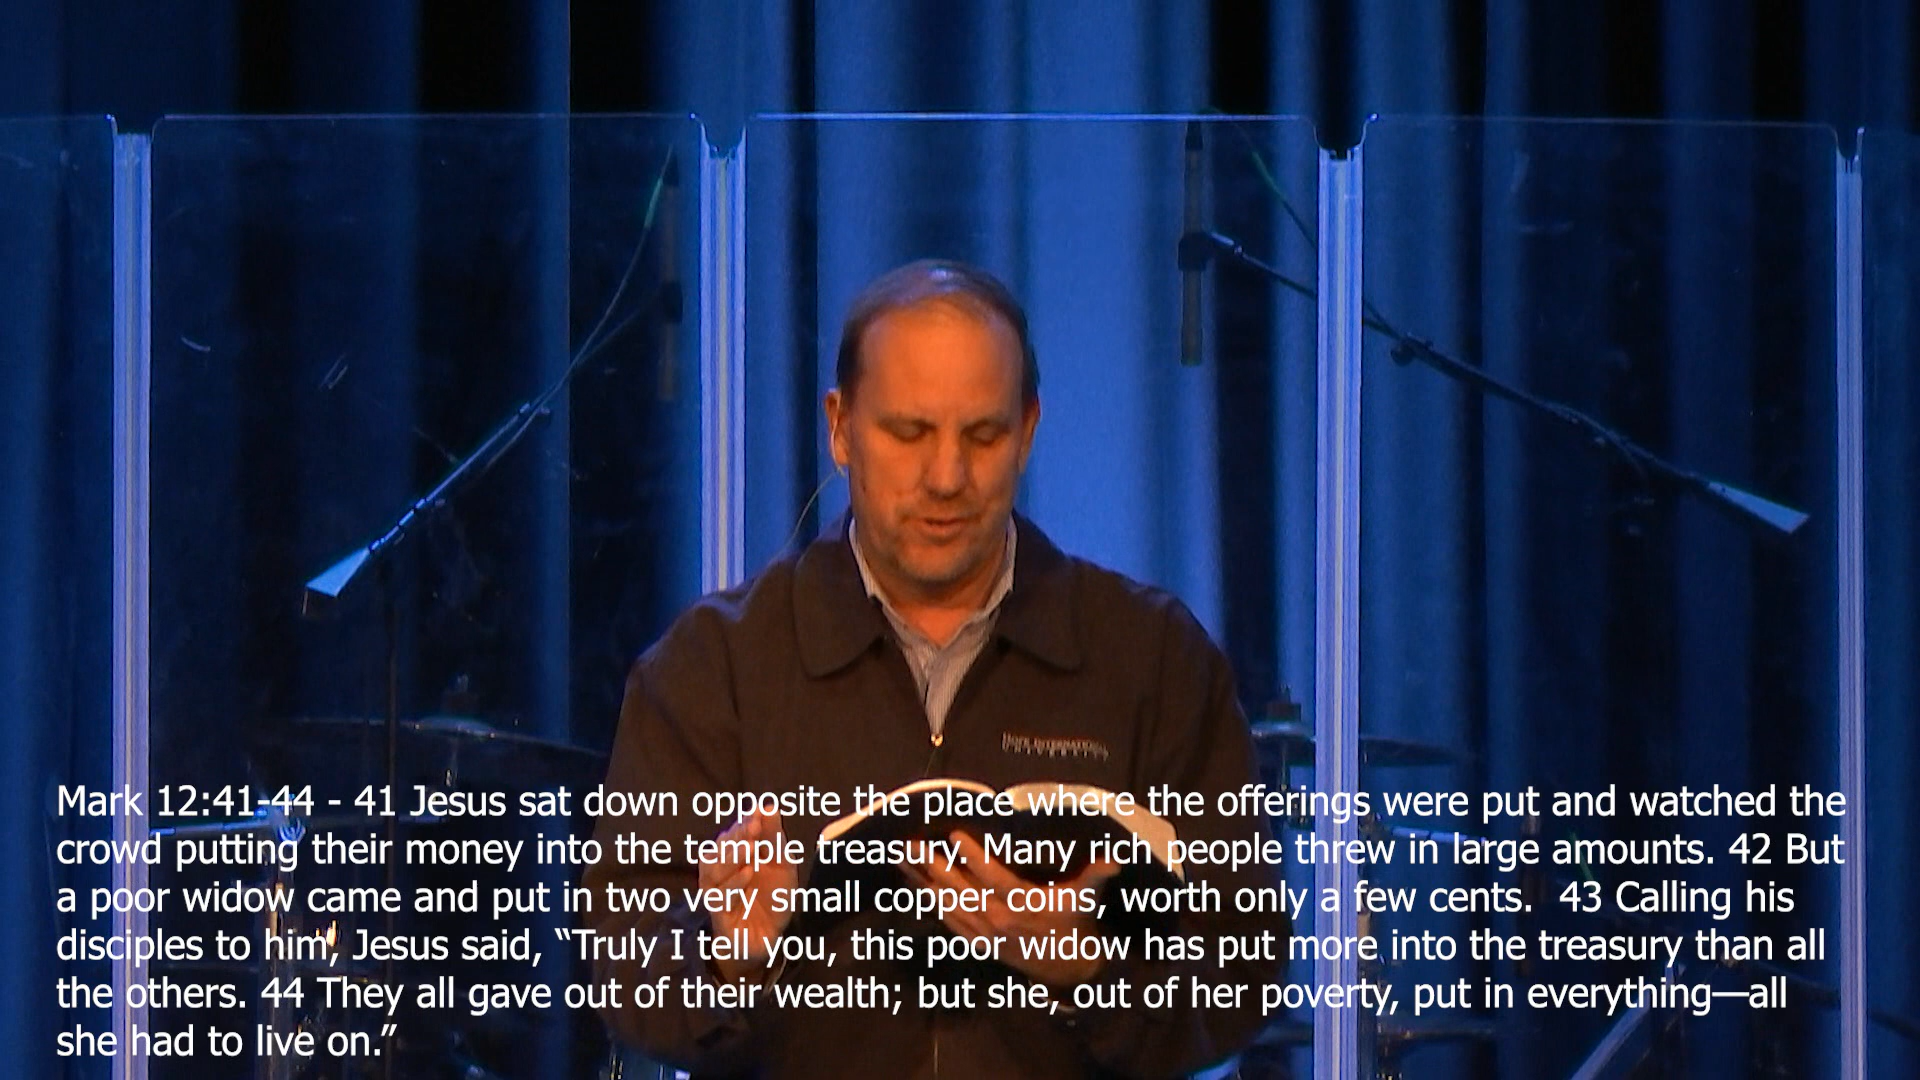 HOPE INTERNATIONAL
UNIVERSITY
Mark 12:41-44 - 41 Jesus sat down opposite the place where the offerings were put and watched the
crowd putting their money into the temple treasury. Many rich people threw in large amounts. 42 But
a poor widow came and put in two very small copper coins, worth only a few cents.  43 Calling his
disciples to him, Jesus said, “Truly I tell you, this poor widow has put more into the treasury than all
the others. 44 They all gave out of their wealth; but she, out of her poverty, put in everything—all
she had to live on.”